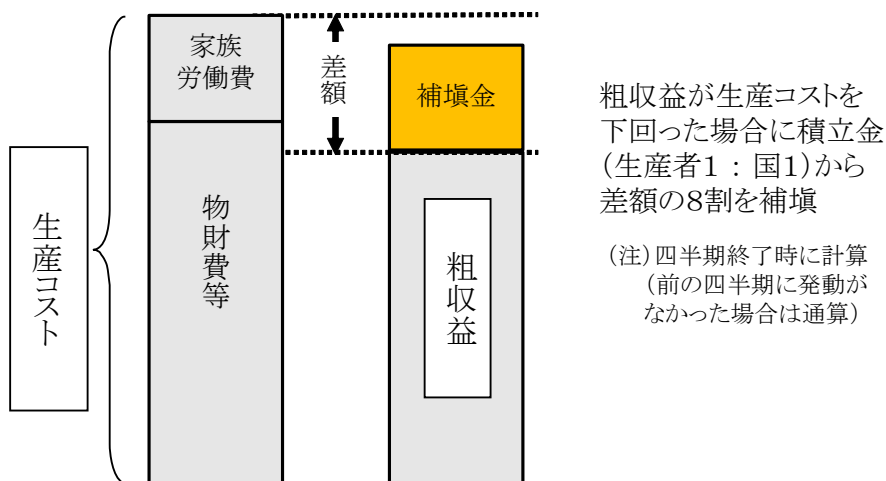 家族
労働費
差額
補塡金
粗収益が生産コストを
下回った場合に積立金
(生産者1:国1)から
差額の8割を補塡
生産コスト
物財費等
粗収益
(注)四半期終了時に計算
(前の四半期に発動が
なかった場合は通算)